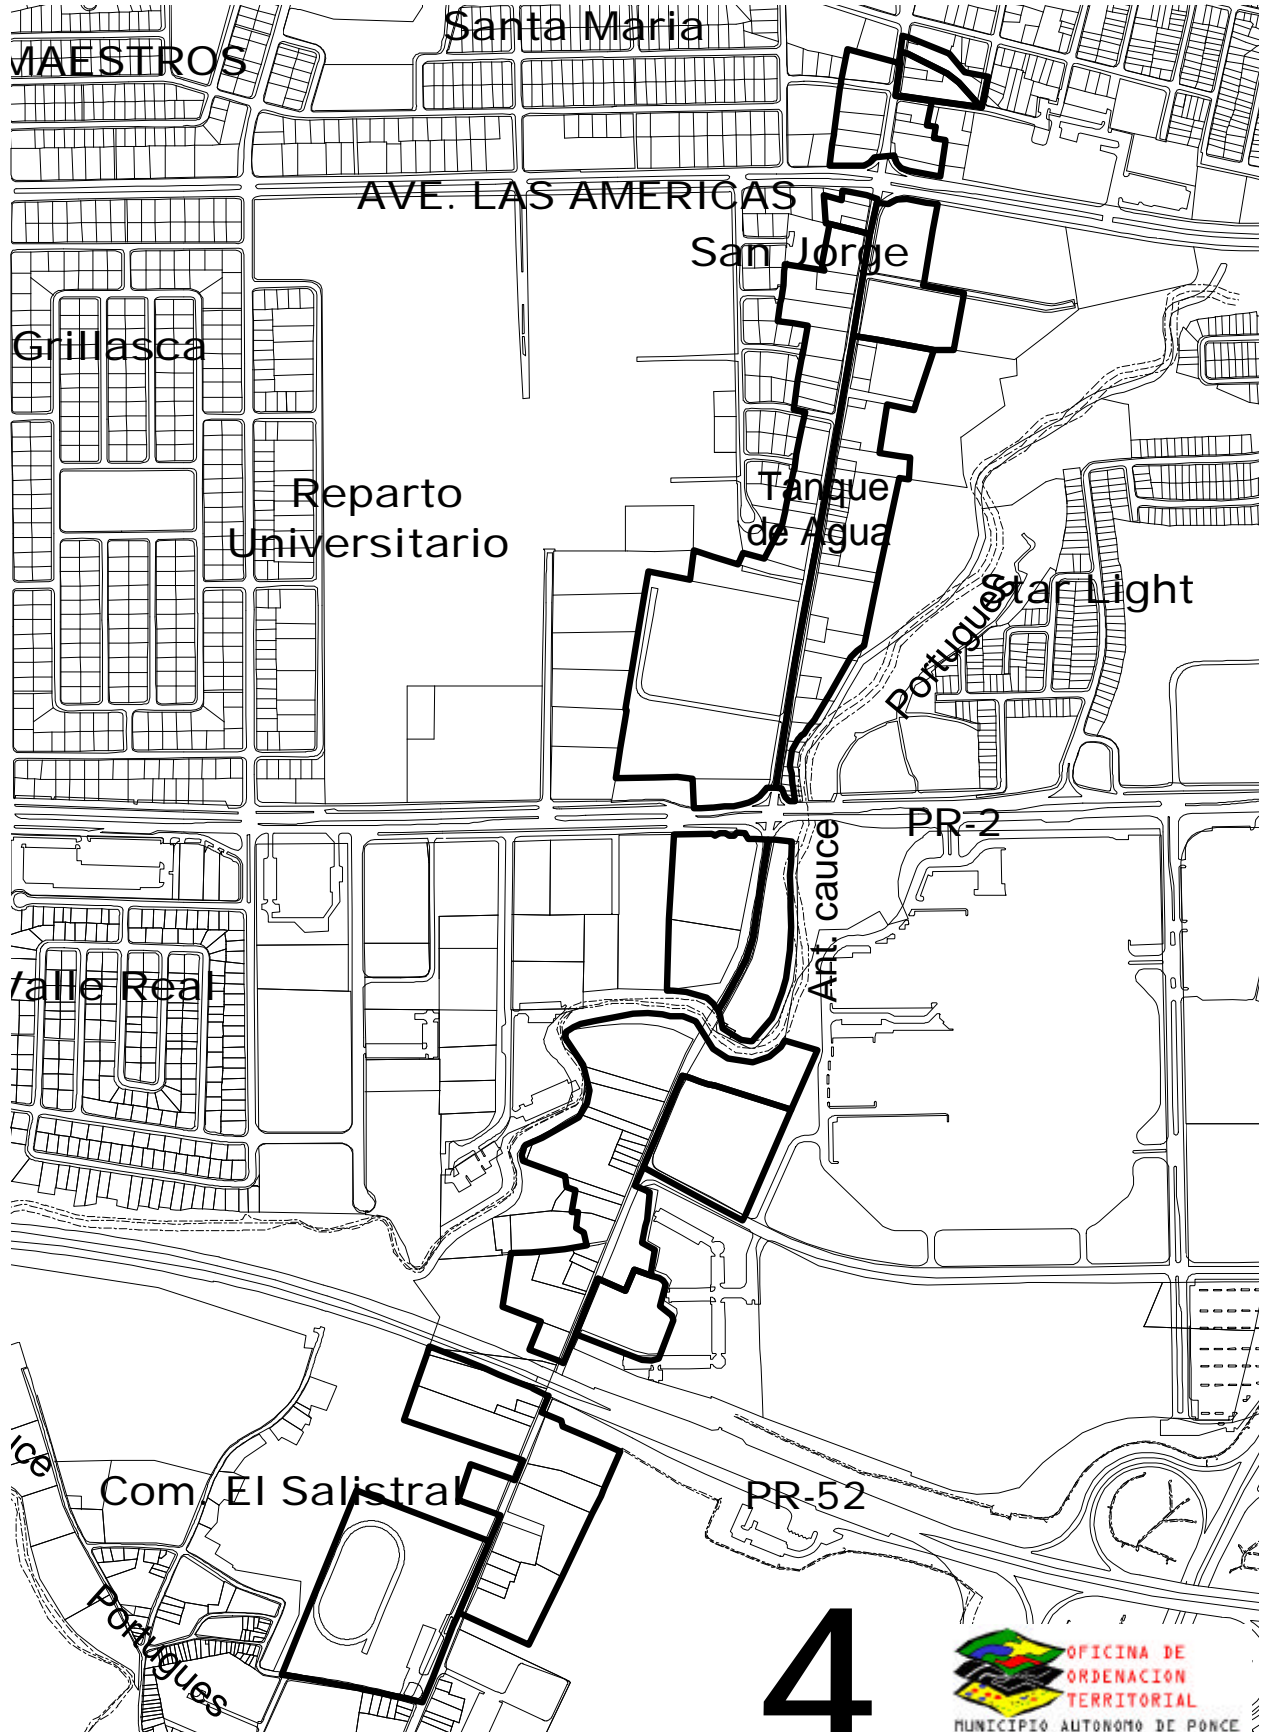 Santa Maria
MAESTROS
AVE. LAS AMERICAS
San Jorge
Grillasca
Reparto
Universitario
Tanque
de Agua
Star Light
Portugues
PR-2
Ant. cauce
Valle Real
uce
Com. El Salistral
PR-52
Portugues
4
OFICINA DE
ORDENACION
TERRITORIAL
MUNICIPIO AUTONOMO DE PONCE